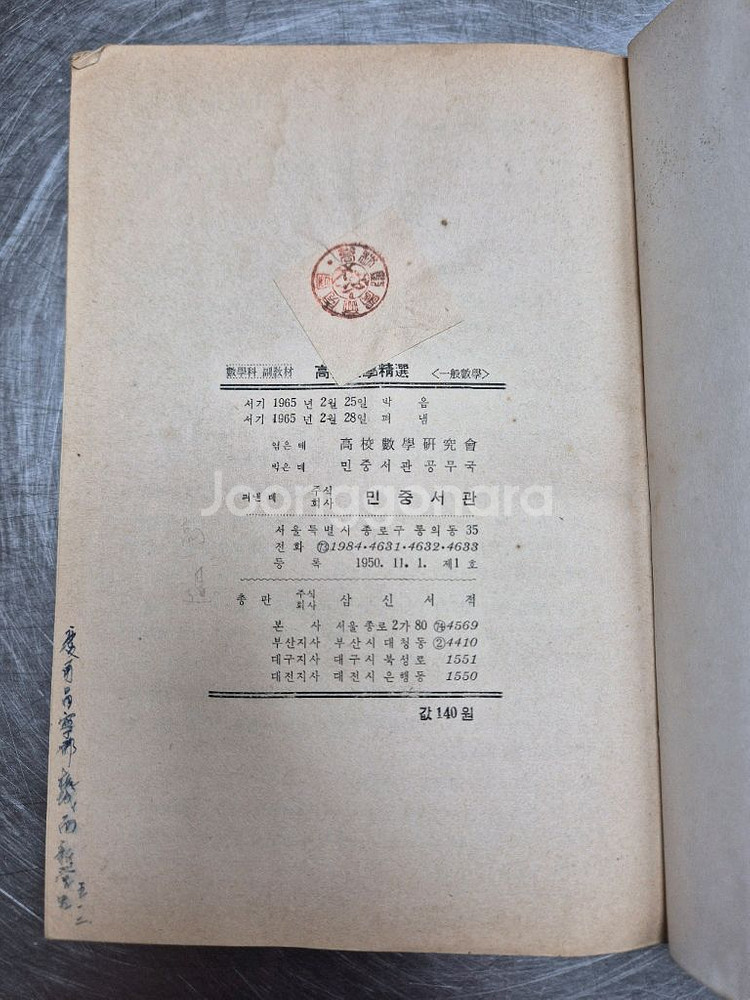 數學科 副敎材 高 學精選 <一般數學>
서기 1965 년 2월 25일 박 음
서기 1965 년 2월 28일 펴 냄
엮은 데 高校數學硏究會
박은 데 민중서관 공무국
펴낸 데 주식회사 민중서관
서울특별시 종로구 통의동 35
전화 ㉓1984·4631·4632·4633
등록 1950. 11. 1. 제1호
총판 주식회사 삼신서적
본 사 서울 종로 2가 80 4569
부산지사 부산시 대청동 ②4410
대구지사 대구시 북성로 1551
대전지사 대전시 은행동 1550
값 140 원
Joonggonara